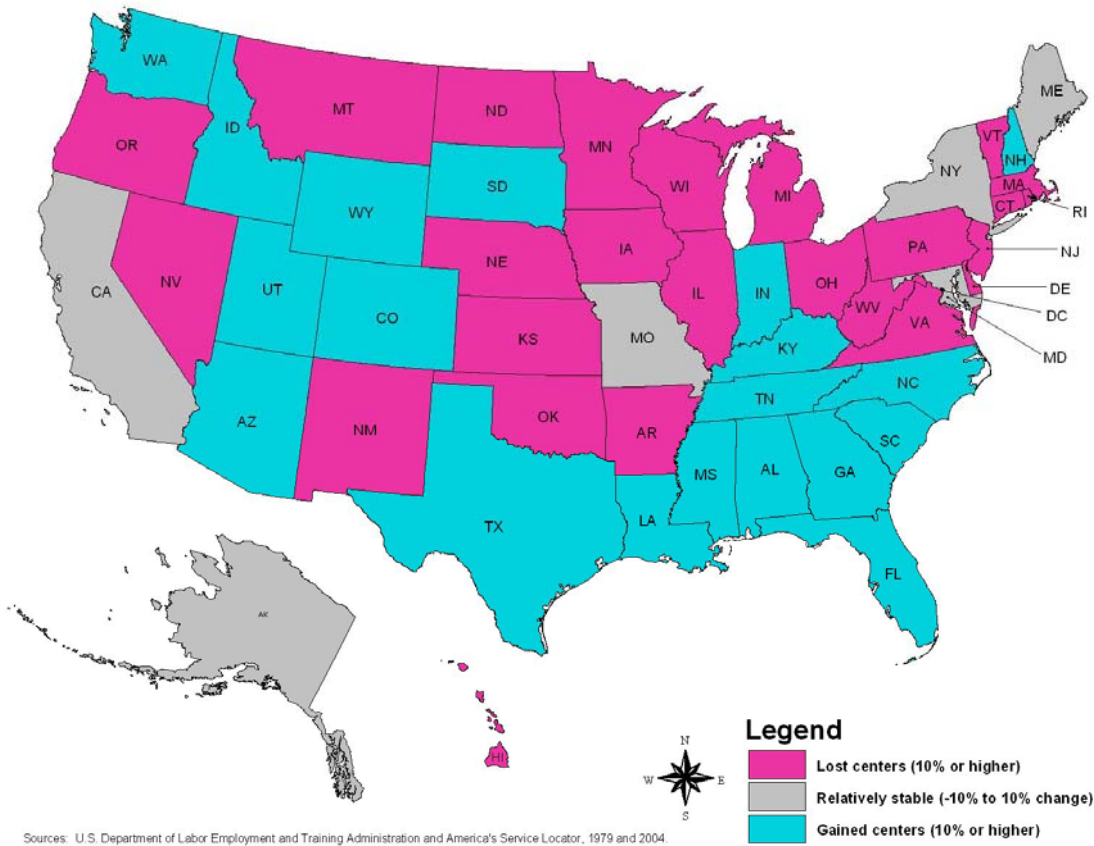 WA
MT
ND
ME
OR
ID
MN
VT
NH
SD
WI
NY
MA
WY
MI
CT
RI
IA
PA
NJ
NE
NV
OH
CA
UT
IL
IN
DE
CO
WV
DC
VA
MO
KS
KY
MD
NC
TN
AZ
OK
NM
AR
SC
MS
AL
GA
TX
LA
FL
AK
Legend
N
HI
W
E
S
Lost centers (10% or higher)
Relatively stable (-10% to 10% change)
Gained centers (10% or higher)
Sources: U.S. Department of Labor Employment and Training Administration and America's Service Locator, 1979 and 2004.